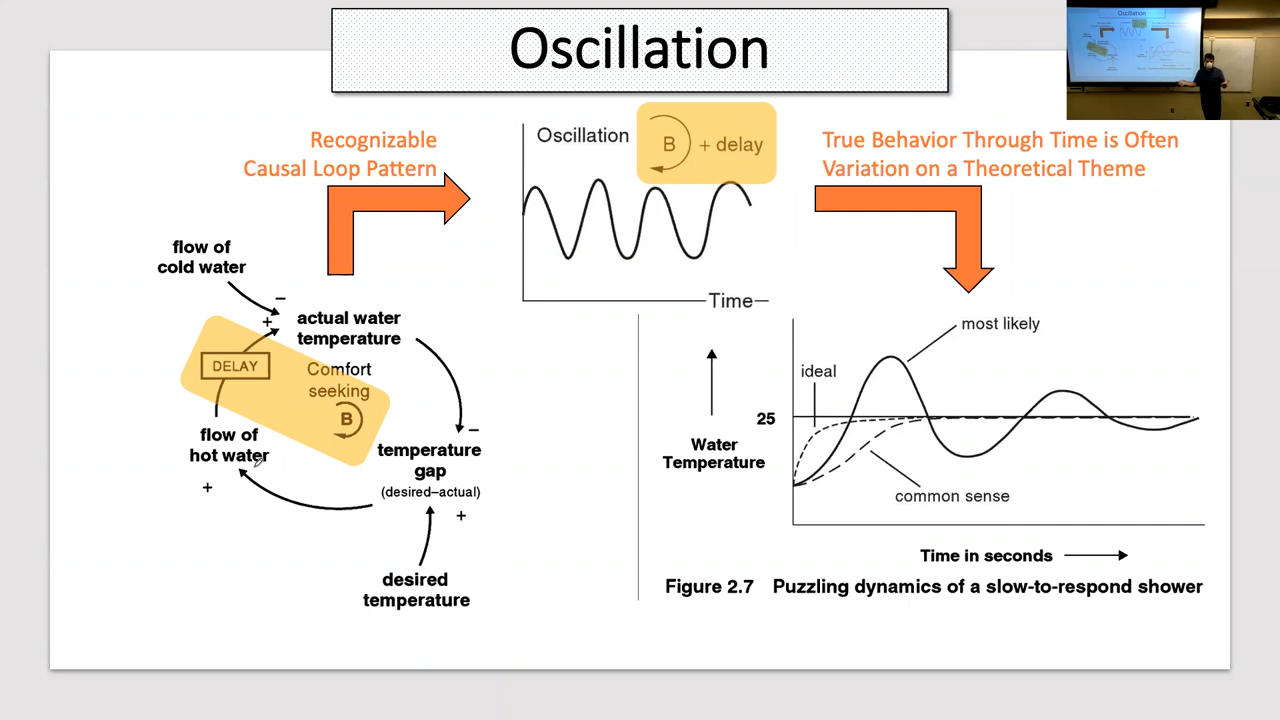 Oscillation
Recognizable
Causal Loop Pattern
Oscillation
B + delay
Time
True Behavior Through Time is Often
Variation on a Theoretical Theme
flow of
cold water
−
+
actual water
temperature
DELAY
Comfort
seeking
B
flow of
hot water
+
−
temperature
gap
(desired–actual)
+
desired
temperature
most likely
ideal
25
Water
Temperature
common sense
Time in seconds
Figure 2.7 Puzzling dynamics of a slow-to-respond shower
Oscillation